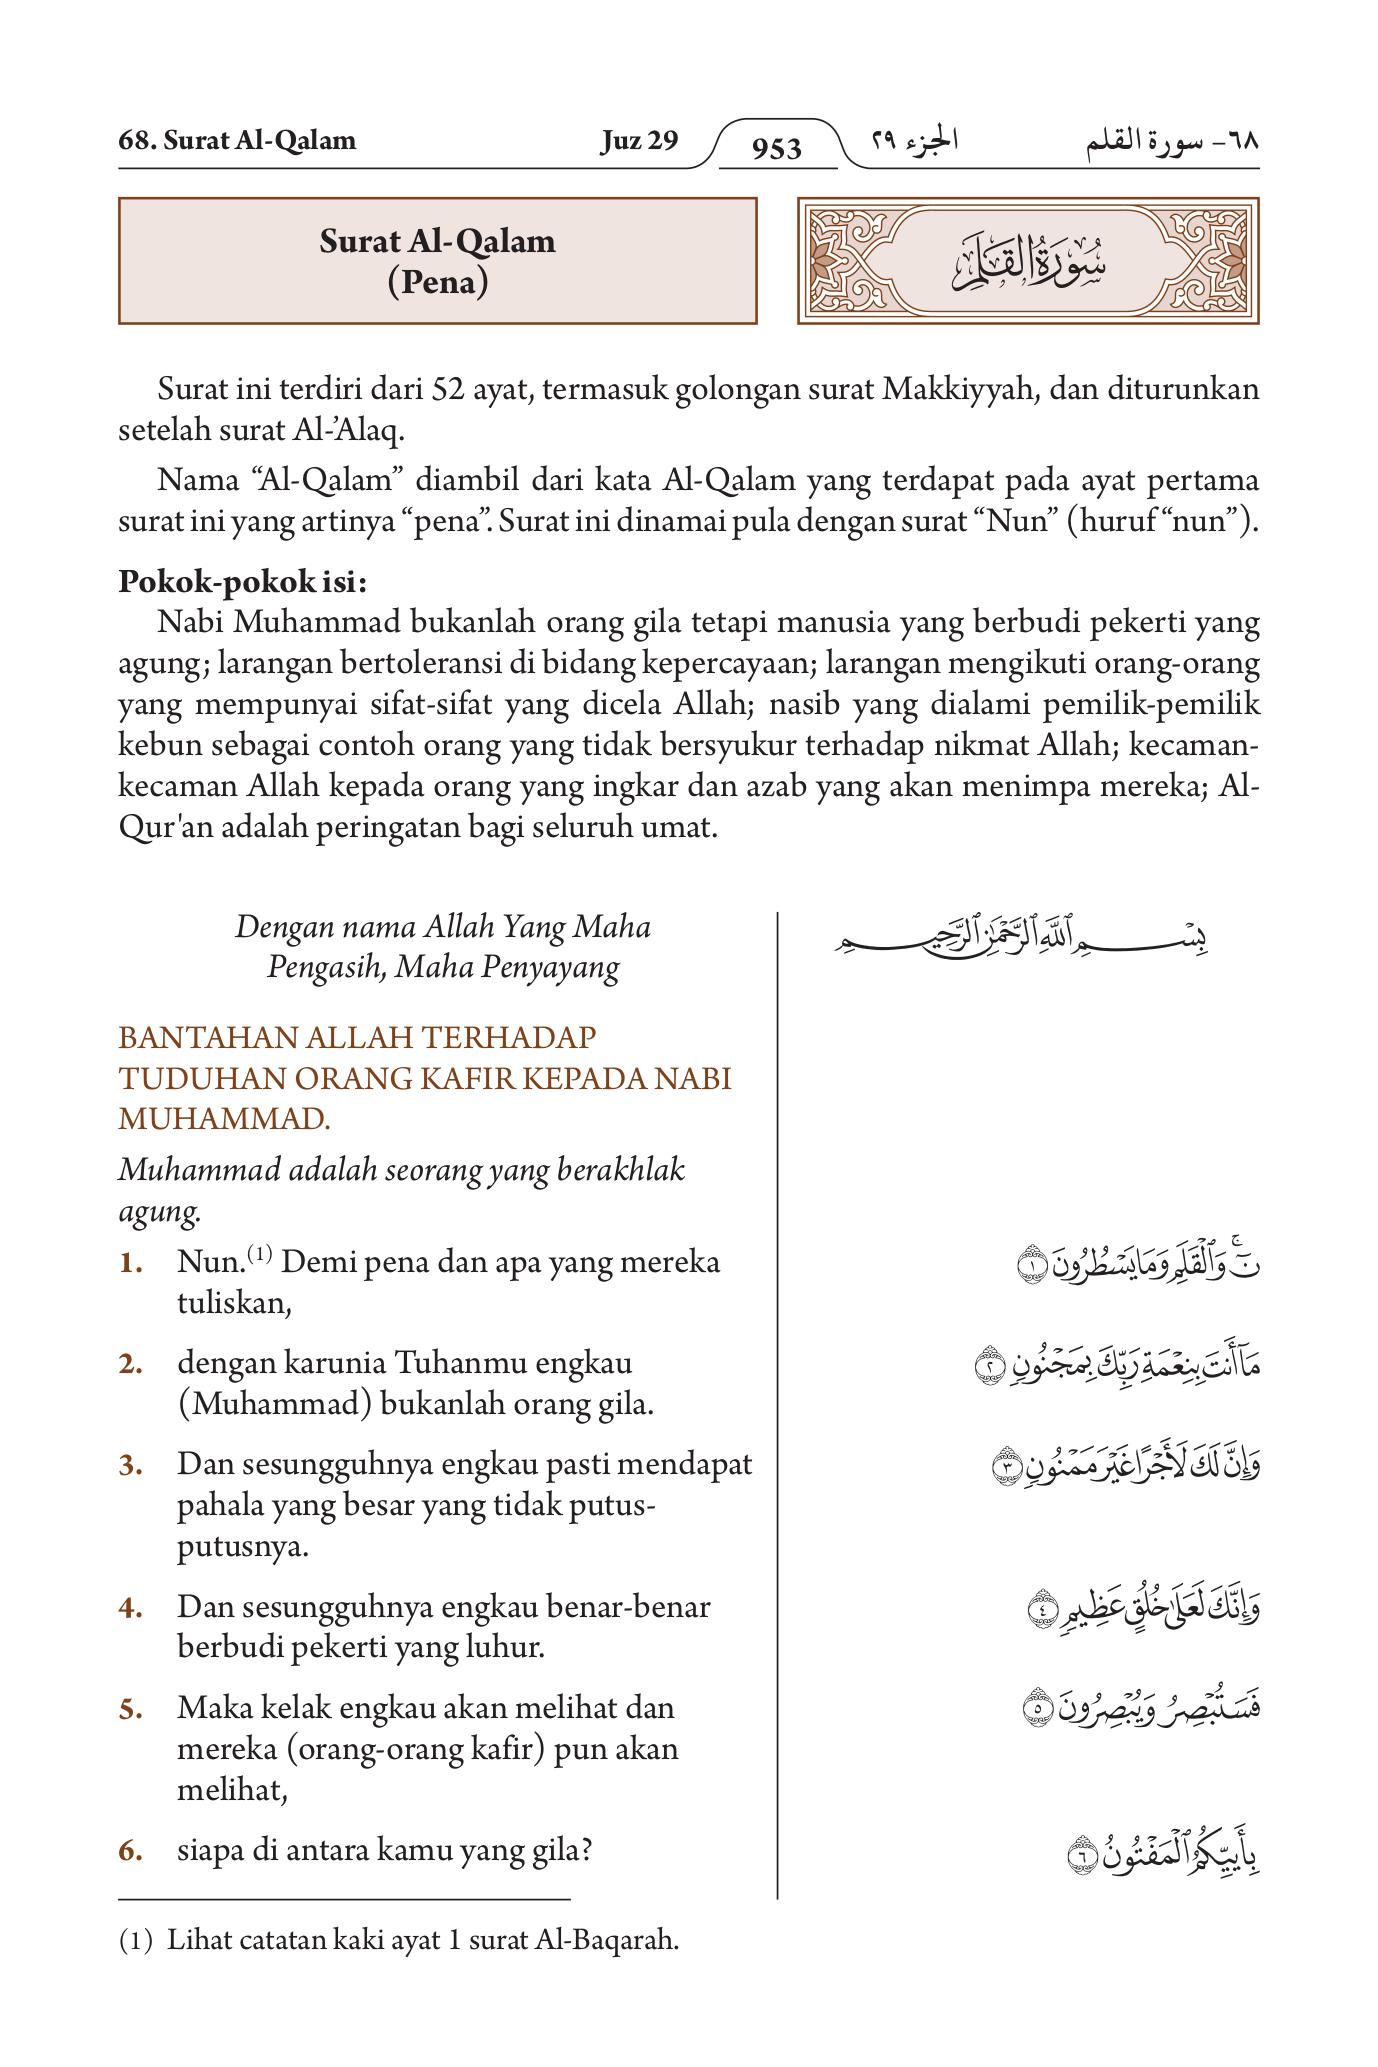 68. Surat Al-Qalam Juz 29 953 الجزء ٢٩ ٦٨- سورة القلم
Surat Al-Qalam
(Pena)
سُورَةُ القَلَمِ
Surat ini terdiri dari 52 ayat, termasuk golongan surat Makkiyyah, dan diturunkan
setelah surat Al-'Alaq.
Nama “Al-Qalam” diambil dari kata Al-Qalam yang terdapat pada ayat pertama
surat ini yang artinya “pena”. Surat ini dinamai pula dengan surat “Nun” (huruf “nun”).
Pokok-pokok isi:
Nabi Muhammad bukanlah orang gila tetapi manusia yang berbudi pekerti yang
agung; larangan bertoleransi di bidang kepercayaan; larangan mengikuti orang-orang
yang mempunyai sifat-sifat yang dicela Allah; nasib yang dialami pemilik-pemilik
kebun sebagai contoh orang yang tidak bersyukur terhadap nikmat Allah; kecaman-
kecaman Allah kepada orang yang ingkar dan azab yang akan menimpa mereka; Al-
Qur'an adalah peringatan bagi seluruh umat.
Dengan nama Allah Yang Maha
Pengasih, Maha Penyayang
بِسْمِ ٱللَّهِ ٱلرَّحْمَٰنِ ٱلرَّحِيمِ
BANTAHAN ALLAH TERHADAP
TUDUHAN ORANG KAFIR KEPADA NABI
MUHAMMAD.
Muhammad adalah seorang yang berakhlak
agung.
1. Nun.(1) Demi pena dan apa yang mereka
tuliskan,
نٓۚ وَٱلْقَلَمِ وَمَا يَسْطُرُونَ ١
2. dengan karunia Tuhanmu engkau
(Muhammad) bukanlah orang gila.
مَآ أَنتَ بِنِعْمَةِ رَبِّكَ بِمَجْنُونٍ ٢
3. Dan sesungguhnya engkau pasti mendapat
pahala yang besar yang tidak putus-
putusnya.
وَإِنَّ لَكَ لَأَجْرًا غَيْرَ مَمْنُونٍ ٣
4. Dan sesungguhnya engkau benar-benar
berbudi pekerti yang luhur.
وَإِنَّكَ لَعَلَىٰ خُلُقٍ عَظِيمٍ ٤
5. Maka kelak engkau akan melihat dan
mereka (orang-orang kafir) pun akan
melihat,
فَسَتُبْصِرُ وَيُبْصِرُونَ ٥
6. siapa di antara kamu yang gila?
بِأَييِّكُمُ ٱلْمَفْتُونُ ٦
(1) Lihat catatan kaki ayat 1 surat Al-Baqarah.